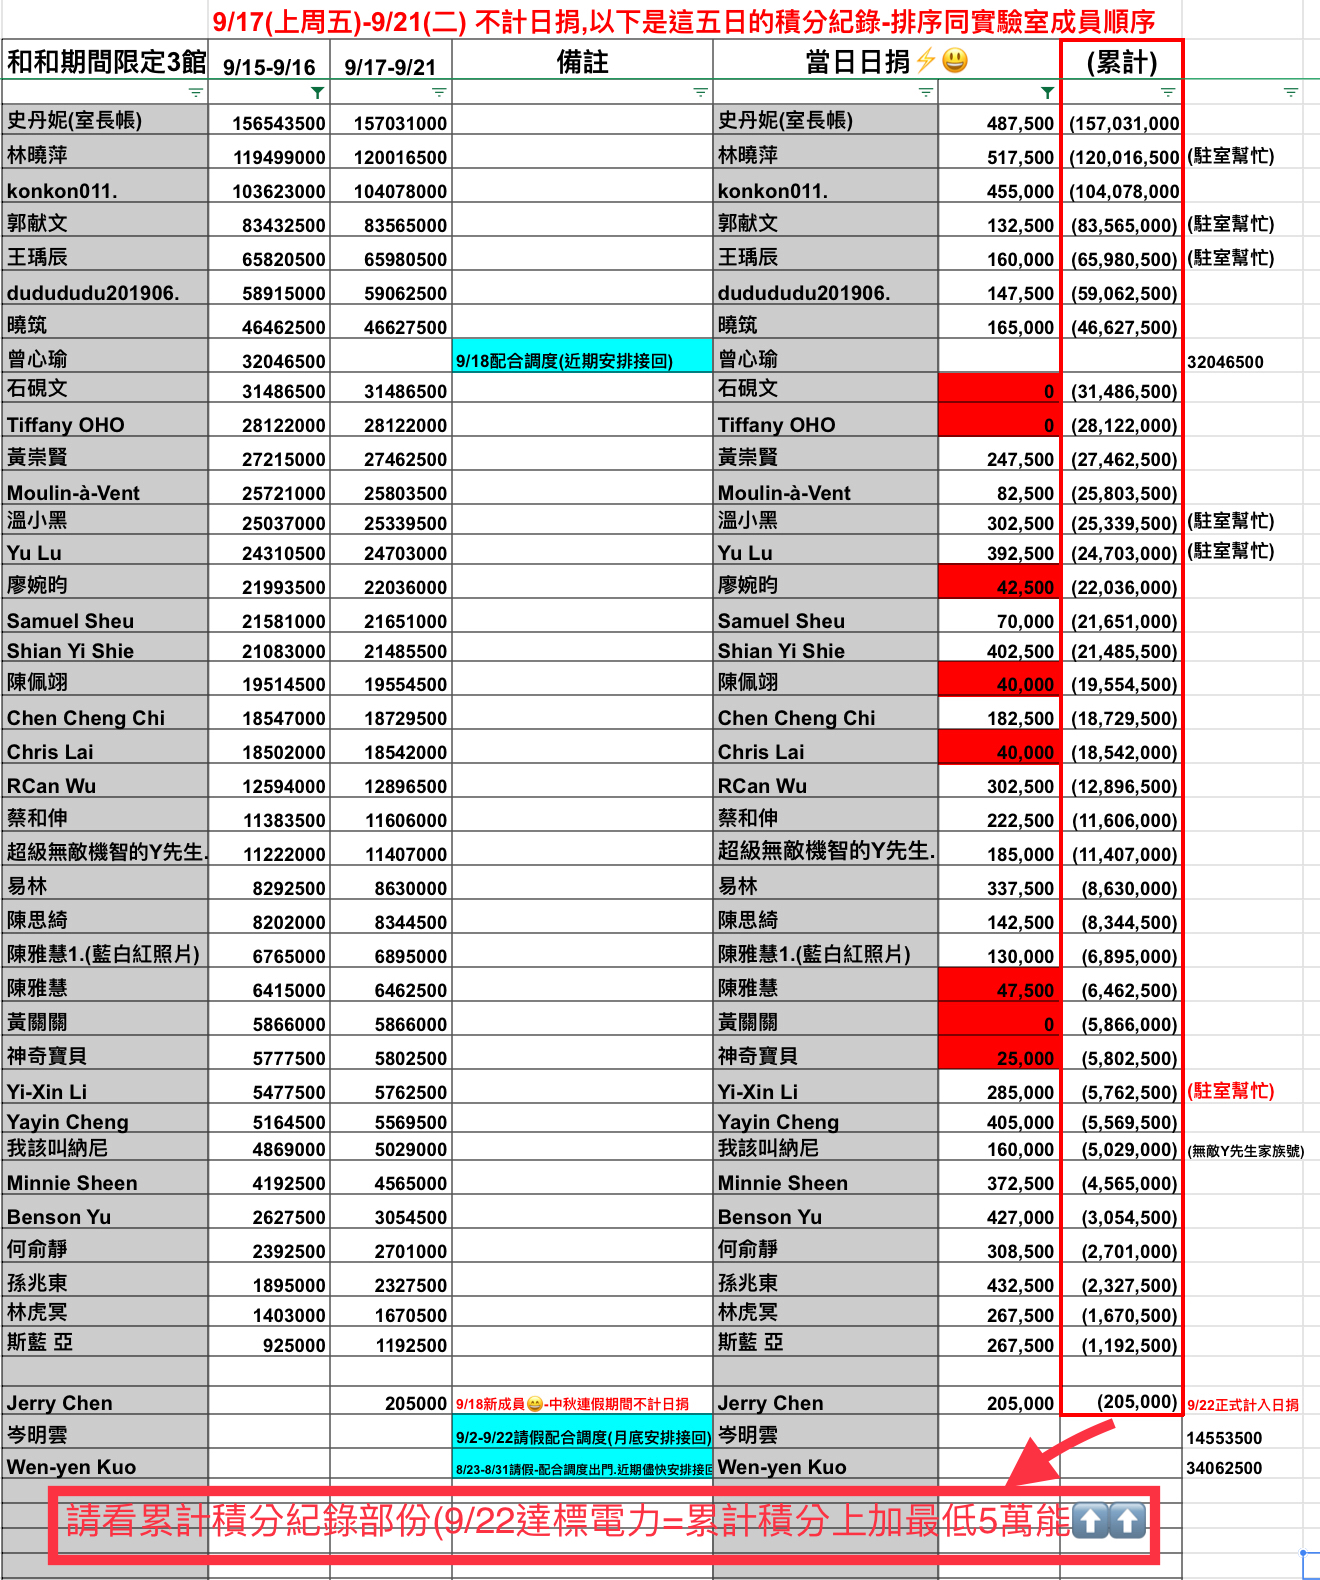 9/17(上周五)-9/21(二) 不計日捐,以下是這五日的積分紀錄-排序同實驗室成員順序
和和期間限定3館 9/15-9/16 9/17-9/21 備註 當日日捐⚡😃 (累計)
史丹妮(室長帳) 156543500 157031000 史丹妮(室長帳) 487,500 (157,031,000
林曉萍 119499000 120016500 林曉萍 517,500 (120,016,500 (駐室幫忙)
konkon011. 103623000 104078000 konkon011. 455,000 (104,078,000
郭献文 83432500 83565000 郭献文 132,500 (83,565,000) (駐室幫忙)
王瑀辰 65820500 65980500 王瑀辰 160,000 (65,980,500) (駐室幫忙)
dudududu201906. 58915000 59062500 dudududu201906. 147,500 (59,062,500)
曉筑 46462500 46627500 曉筑 165,000 (46,627,500)
曾心瑜 32046500 9/18配合調度(近期安排接回) 曾心瑜 32046500
石硯文 31486500 31486500 石硯文 0 (31,486,500)
Tiffany OHO 28122000 28122000 Tiffany OHO 0 (28,122,000)
黃崇賢 27215000 27462500 黃崇賢 247,500 (27,462,500)
Moulin-à-Vent 25721000 25803500 Moulin-à-Vent 82,500 (25,803,500)
溫小黑 25037000 25339500 溫小黑 302,500 (25,339,500) (駐室幫忙)
Yu Lu 24310500 24703000 Yu Lu 392,500 (24,703,000) (駐室幫忙)
廖婉昀 21993500 22036000 廖婉昀 42,500 (22,036,000)
Samuel Sheu 21581000 21651000 Samuel Sheu 70,000 (21,651,000)
Shian Yi Shie 21083000 21485500 Shian Yi Shie 402,500 (21,485,500)
陳佩翊 19514500 19554500 陳佩翊 40,000 (19,554,500)
Chen Cheng Chi 18547000 18729500 Chen Cheng Chi 182,500 (18,729,500)
Chris Lai 18502000 18542000 Chris Lai 40,000 (18,542,000)
RCan Wu 12594000 12896500 RCan Wu 302,500 (12,896,500)
蔡和伸 11383500 11606000 蔡和伸 222,500 (11,606,000)
超級無敵機智的Y先生. 11222000 11407000 超級無敵機智的Y先生. 185,000 (11,407,000)
易林 8292500 8630000 易林 337,500 (8,630,000)
陳思綺 8202000 8344500 陳思綺 142,500 (8,344,500)
陳雅慧1.(藍白紅照片) 6765000 6895000 陳雅慧1.(藍白紅照片) 130,000 (6,895,000)
陳雅慧 6415000 6462500 陳雅慧 47,500 (6,462,500)
黃關關 5866000 5866000 黃關關 0 (5,866,000)
神奇寶貝 5777500 5802500 神奇寶貝 25,000 (5,802,500)
Yi-Xin Li 5477500 5762500 Yi-Xin Li 285,000 (5,762,500) (駐室幫忙)
Yayin Cheng 5164500 5569500 Yayin Cheng 405,000 (5,569,500)
我該叫納尼 4869000 5029000 我該叫納尼 160,000 (5,029,000) (無敵Y先生家族號)
Minnie Sheen 4192500 4565000 Minnie Sheen 372,500 (4,565,000)
Benson Yu 2627500 3054500 Benson Yu 427,000 (3,054,500)
何俞靜 2392500 2701000 何俞靜 308,500 (2,701,000)
孫兆東 1895000 2327500 孫兆東 432,500 (2,327,500)
林虎冥 1403000 1670500 林虎冥 267,500 (1,670,500)
斯藍 亞 925000 1192500 斯藍 亞 267,500 (1,192,500)
Jerry Chen 205000 9/18新成員😄-中秋連假期間不計日捐 Jerry Chen 205,000 (205,000) 9/22正式計入日捐
岑明雲 9/2-9/22請假配合調度(月底安排接回) 岑明雲 14553500
Wen-yen Kuo 8/23-8/31請假-配合調度出門.近期儘快安排接回 Wen-yen Kuo 34062500
請看累計積分紀錄部份(9/22達標電力=累計積分上加最低5萬能⬆⬆